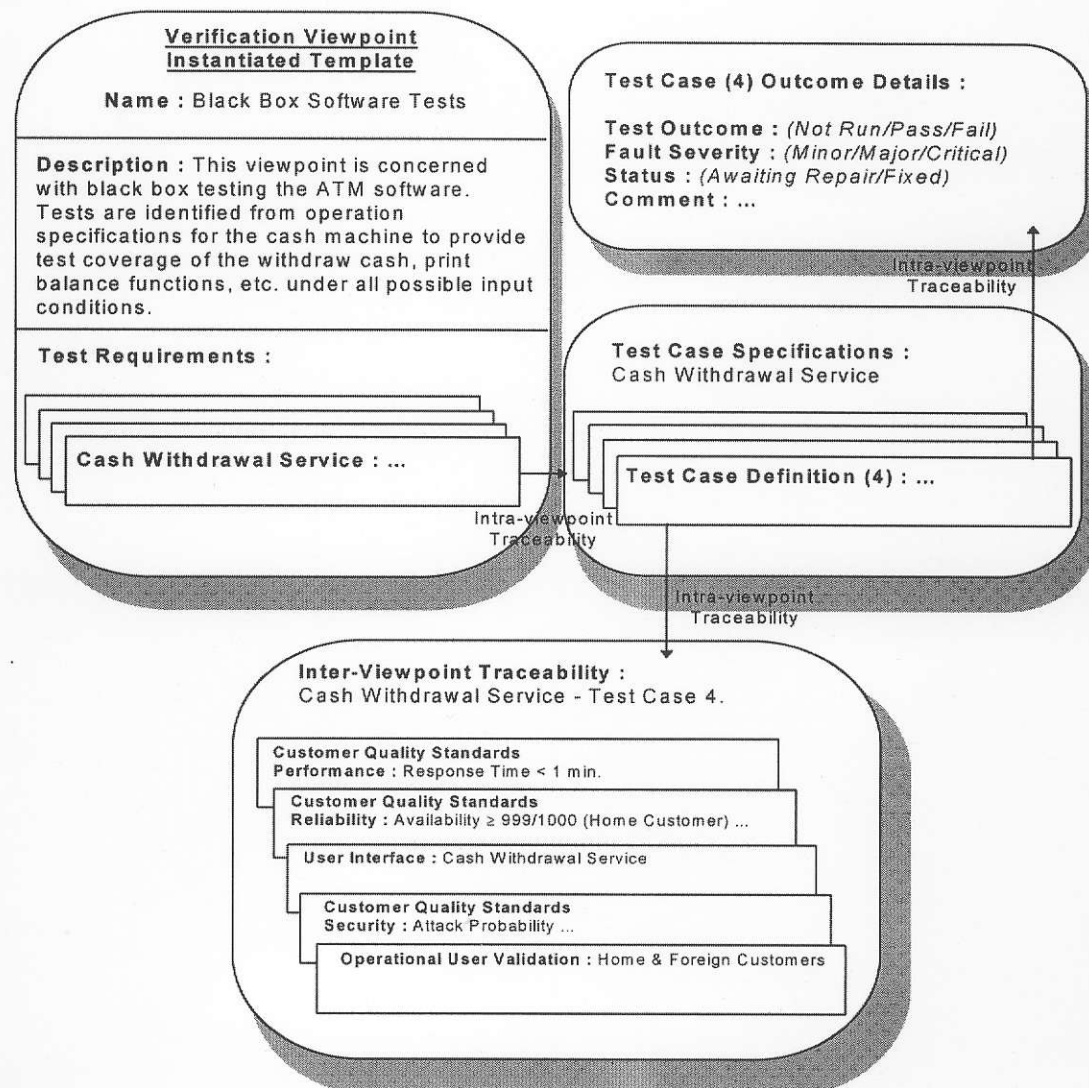 Verification Viewpoint
Instantiated Template
Name : Black Box Software Tests
Description : This viewpoint is concerned
with black box testing the ATM software.
Tests are identified from operation
specifications for the cash machine to provide
test coverage of the withdraw cash, print
balance functions, etc. under all possible input
conditions.
Test Requirements :
Cash Withdrawal Service : ...
Intra-viewpoint
Traceability
Test Case (4) Outcome Details :
Test Outcome : (Not Run/Pass/Fail)
Fault Severity : (Minor/Major/Critical)
Status : (Awaiting Repair/Fixed)
Comment : ...
Intra-viewpoint
Traceability
Test Case Specifications :
Cash Withdrawal Service
Test Case Definition (4) : ...
Intra-viewpoint
Traceability
Inter-Viewpoint Traceability :
Cash Withdrawal Service - Test Case 4.
Customer Quality Standards
Performance : Response Time < 1 min.
Customer Quality Standards
Reliability : Availability ≥ 999/1000 (Home Customer) ...
User Interface : Cash Withdrawal Service
Customer Quality Standards
Security : Attack Probability ...
Operational User Validation : Home & Foreign Customers